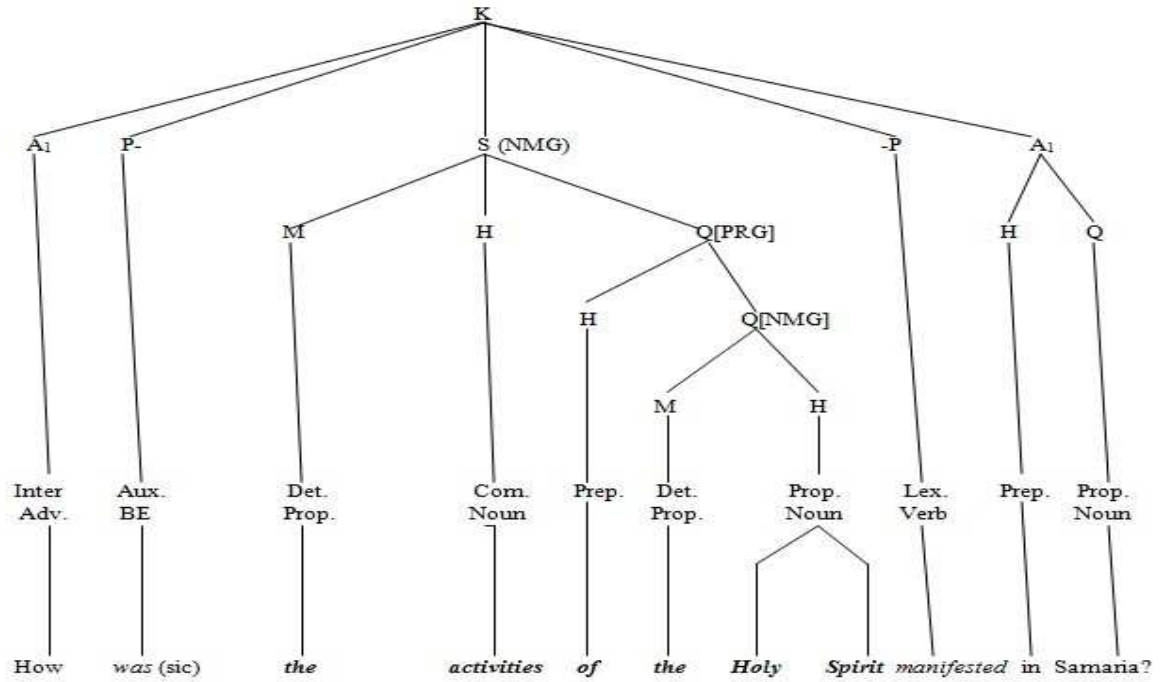 K
A₁ P- S (NMG) -P A₁
M H Q[PRG] H Q
H Q[NMG]
M H
Inter Aux. Det. Com. Prep. Det. Prop. Lex. Prep. Prop.
Adv. BE Prop. Noun Prop. Noun Verb Noun
How was (sic) the activities of the Holy Spirit manifested in Samaria?